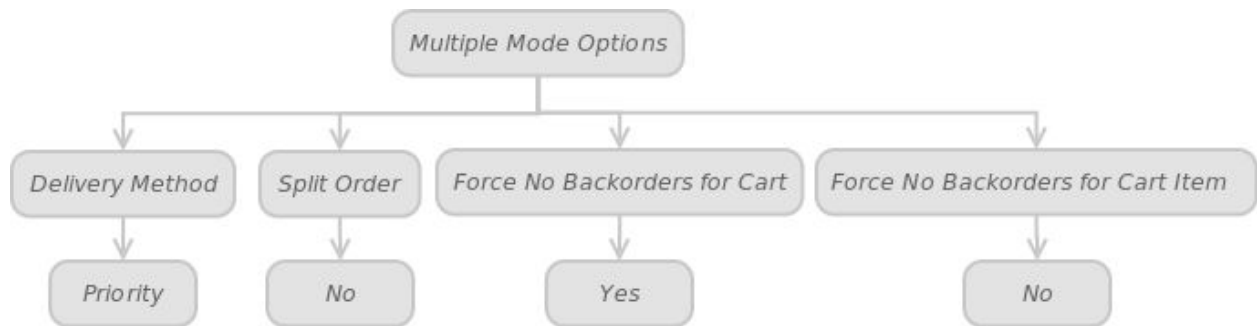 Multiple Mode Options
Delivery Method
Split Order
Force No Backorders for Cart
Force No Backorders for Cart Item
Priority
No
Yes
No